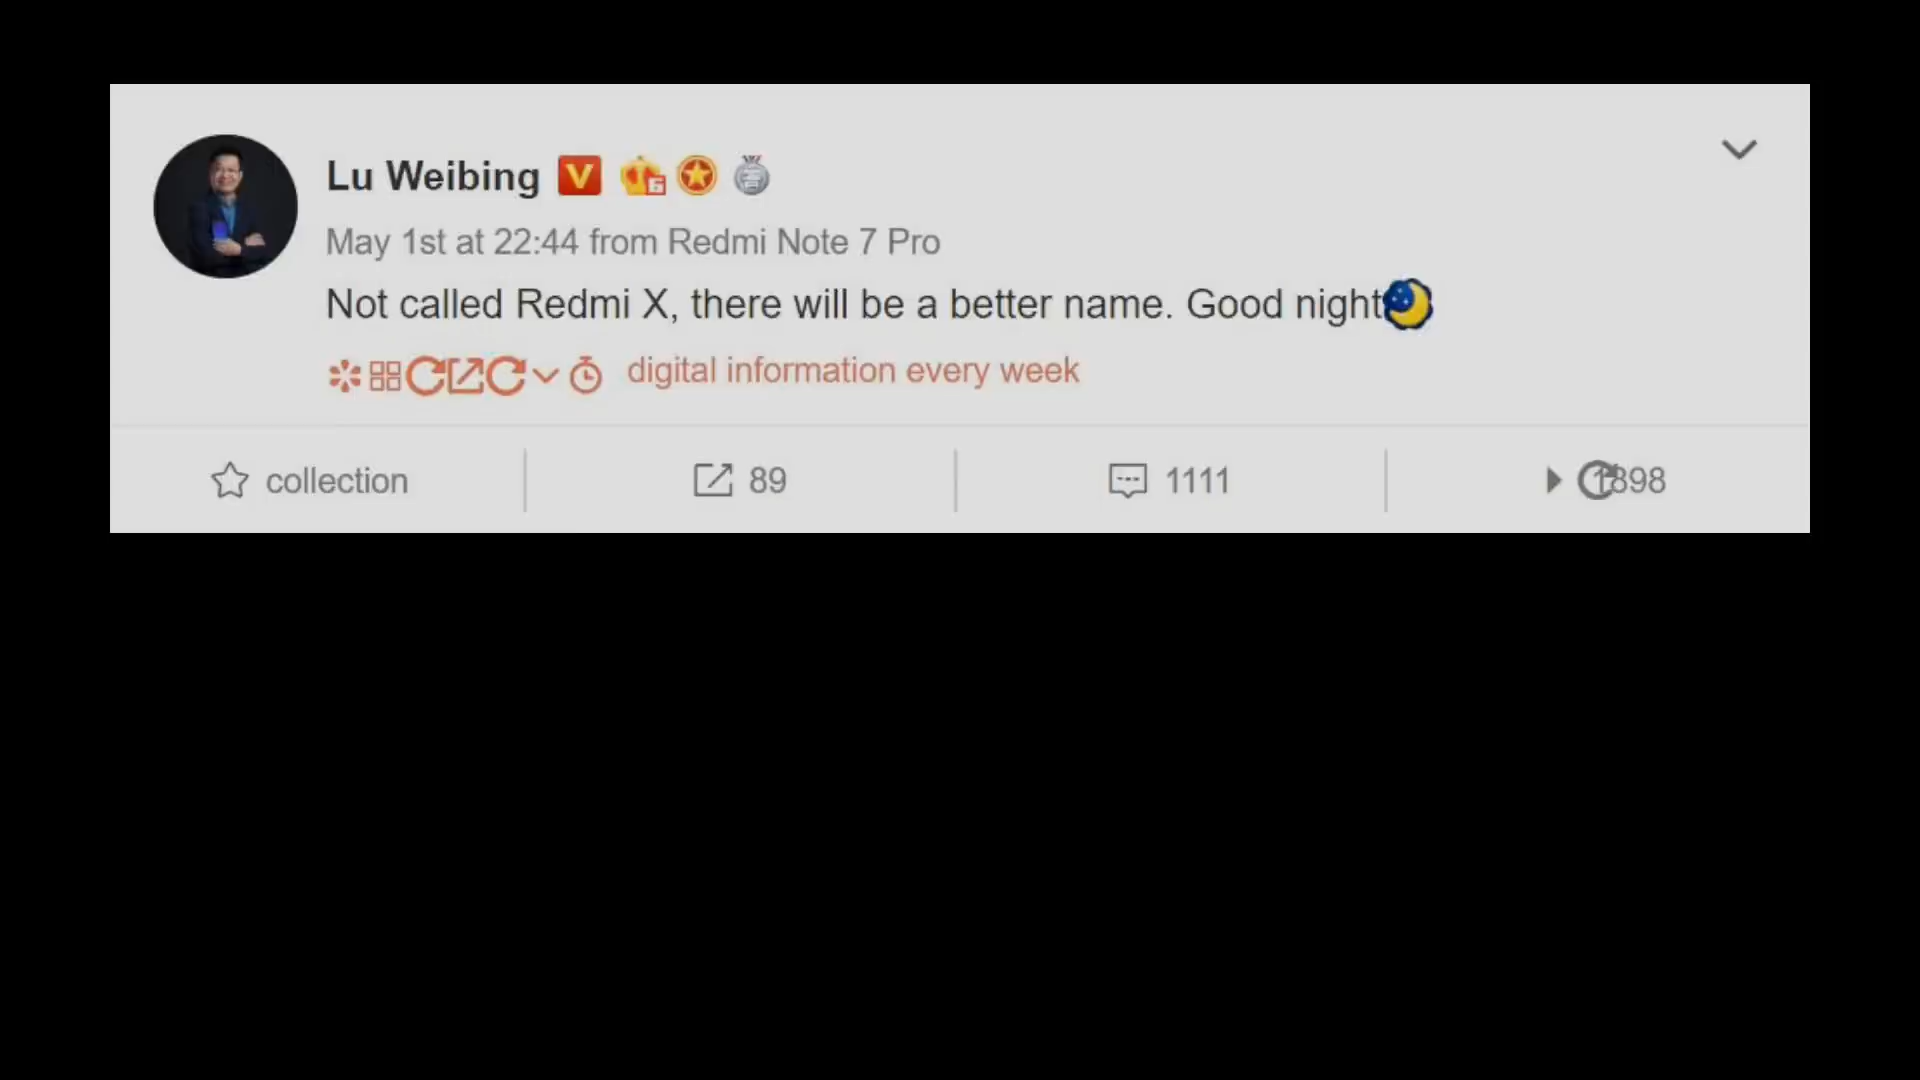 Lu Weibing
May 1st at 22:44 from Redmi Note 7 Pro
Not called Redmi X, there will be a better name. Good night
digital information every week
collection
89
1111
1898